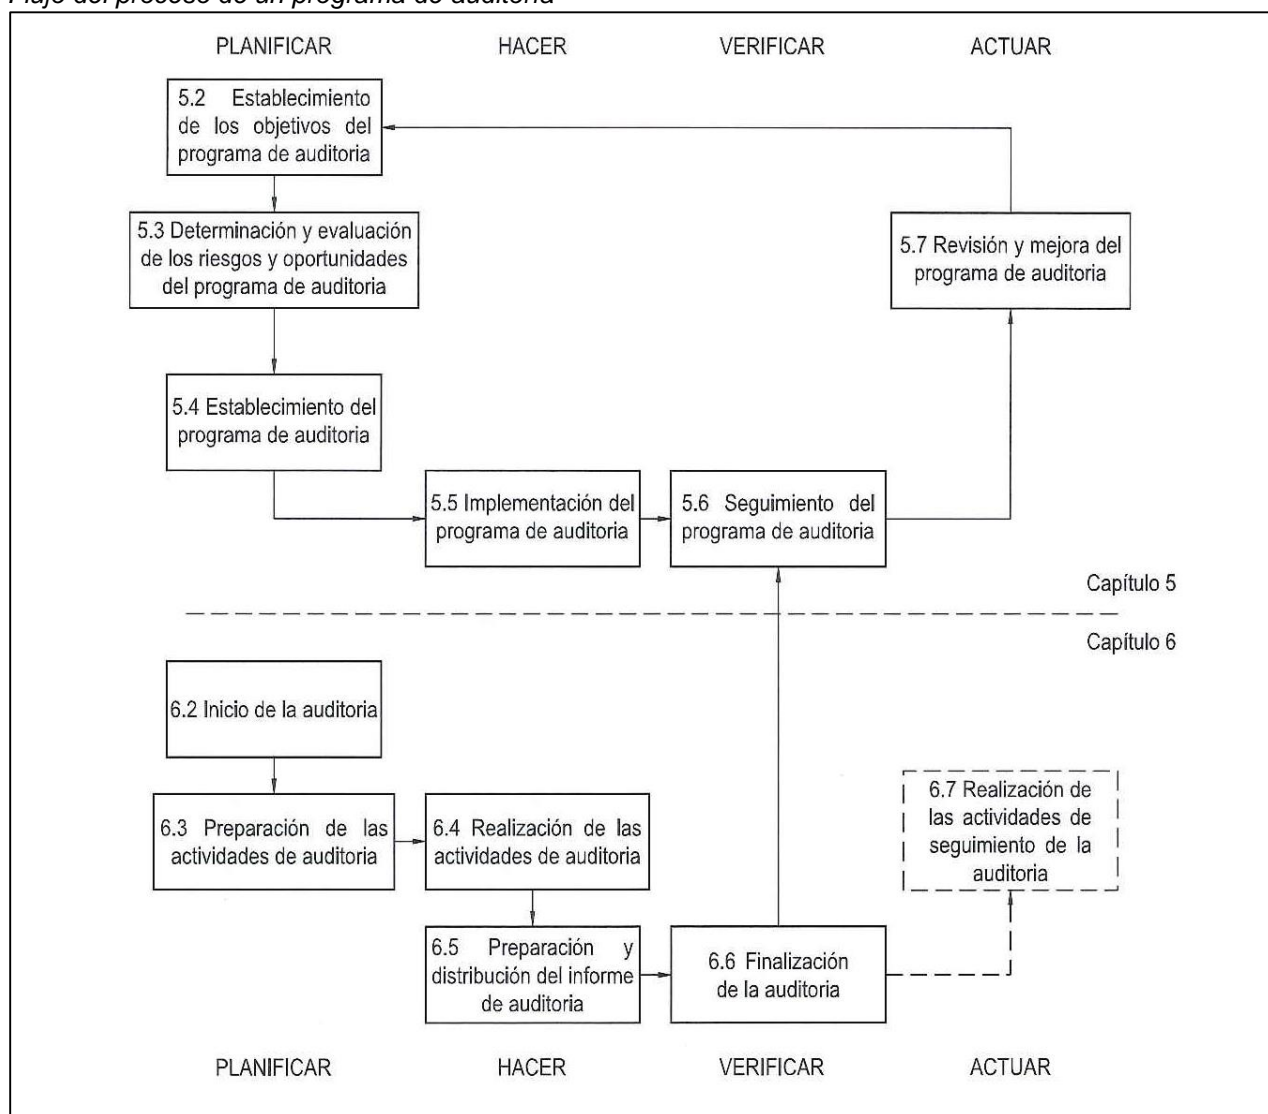 Flujo del proceso de un programa de auditoria
PLANIFICAR HACER VERIFICAR ACTUAR
5.2 Establecimiento
de los objetivos del
programa de auditoria
5.3 Determinación y evaluación
de los riesgos y oportunidades
del programa de auditoria
5.7 Revisión y mejora del
programa de auditoria
5.4 Establecimiento del
programa de auditoria
5.5 Implementación del
programa de auditoria
5.6 Seguimiento del
programa de auditoria
Capítulo 5
Capítulo 6
6.2 Inicio de la auditoria
6.3 Preparación de las
actividades de auditoria
6.4 Realización de las
actividades de auditoria
6.7 Realización de
las actividades de
seguimiento de la
auditoria
6.5 Preparación y
distribución del informe
de auditoria
6.6 Finalización
de la auditoria
PLANIFICAR HACER VERIFICAR ACTUAR